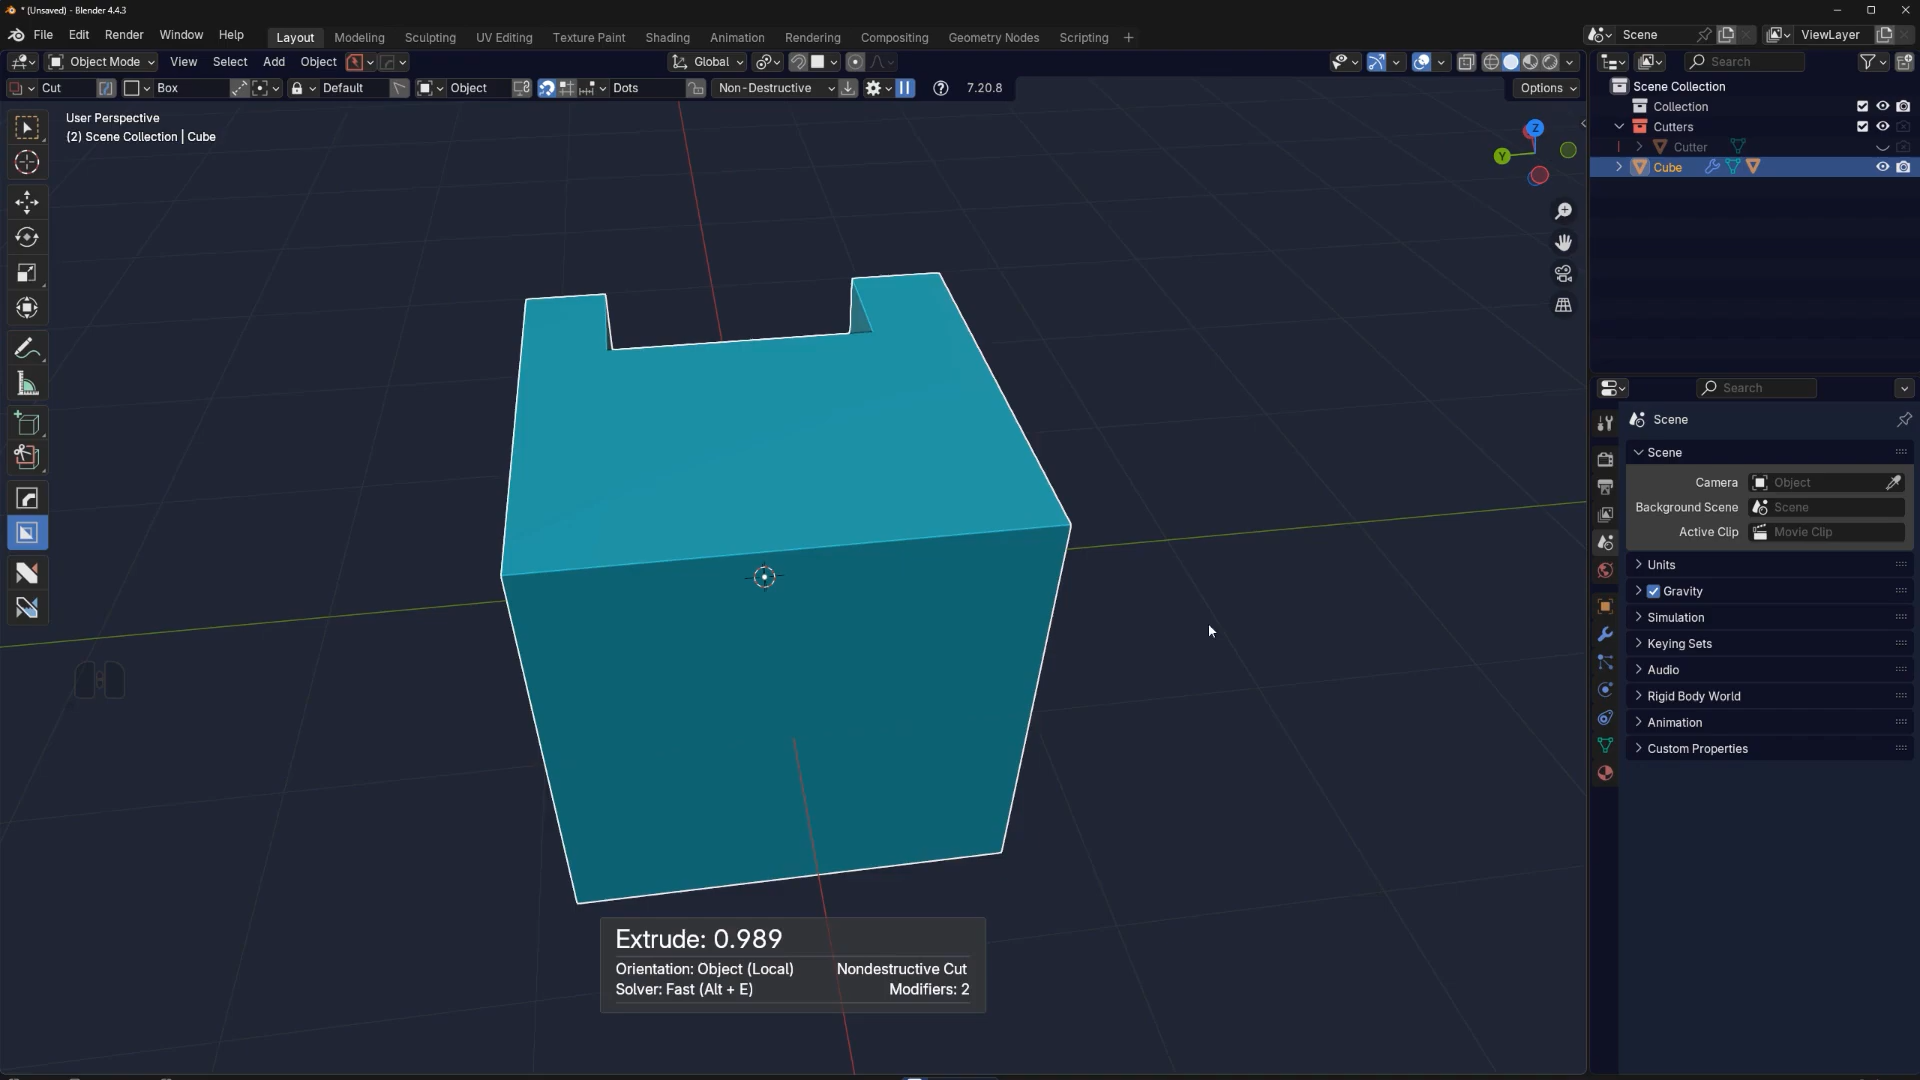 * (Unsaved) - Blender 4.4.3
File Edit Render Window Help
Layout Modeling Sculpting UV Editing Texture Paint Shading Animation Rendering Compositing Geometry Nodes Scripting +
Scene
ViewLayer
Object Mode View Select Add Object
Global
Search
Cut
Box
Default
Object
Dots
Non-Destructive
7.20.8
Options
User Perspective
(2) Scene Collection | Cube
Z
Y
Scene Collection
Collection
Cutters
Cutter
Cube
Search
Scene
Scene
Camera Object
Background Scene Scene
Active Clip Movie Clip
Units
Gravity
Simulation
Keying Sets
Audio
Rigid Body World
Animation
Custom Properties
Extrude: 0.989
Orientation: Object (Local) Nondestructive Cut
Solver: Fast (Alt + E) Modifiers: 2